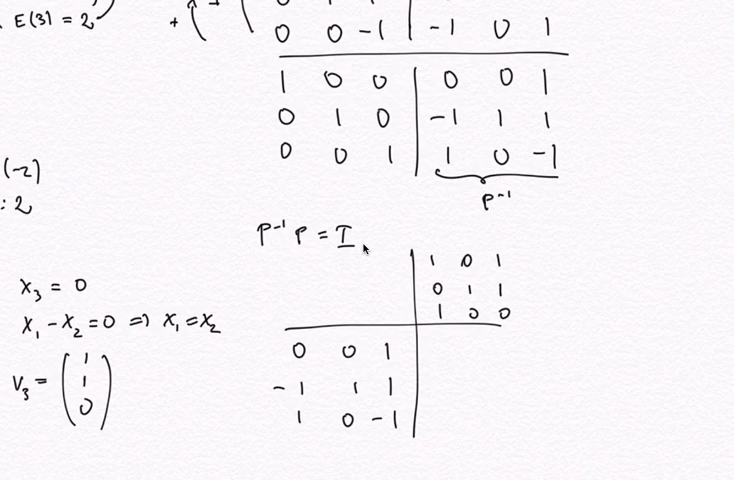 E(3) = 2
+
0 0 -1 | -1 0 1
1 0 0 | 0 0 1
0 1 0 | -1 1 1
0 0 1 | 1 0 -1
P⁻¹
(-2)
: 2
P⁻¹ P = I
1 0 1
0 1 1
1 0 0
x₃ = 0
x₁ - x₂ = 0 ⇒ x₁ = x₂
v₃ = (1 1 0)
0 0 1
-1 1 1
1 0 -1